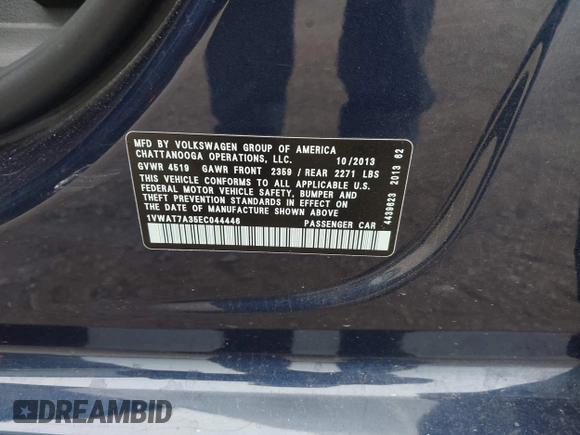 MFD BY VOLKSWAGEN GROUP OF AMERICA
CHATTANOOGA OPERATIONS, LLC. 10/2013
GVWR 4519 GAWR FRONT 2359 / REAR 2271 LBS
THIS VEHICLE CONFORMS TO ALL APPLICABLE U.S.
FEDERAL MOTOR VEHICLE SAFETY, BUMPER AND
THEFT PREVENTION STANDARDS IN EFFECT ON
THE DATE OF MANUFACTURE SHOWN ABOVE
1VWAT7A35EC044446 PASSENGER CAR
4439623 2013 62
DREAMBID